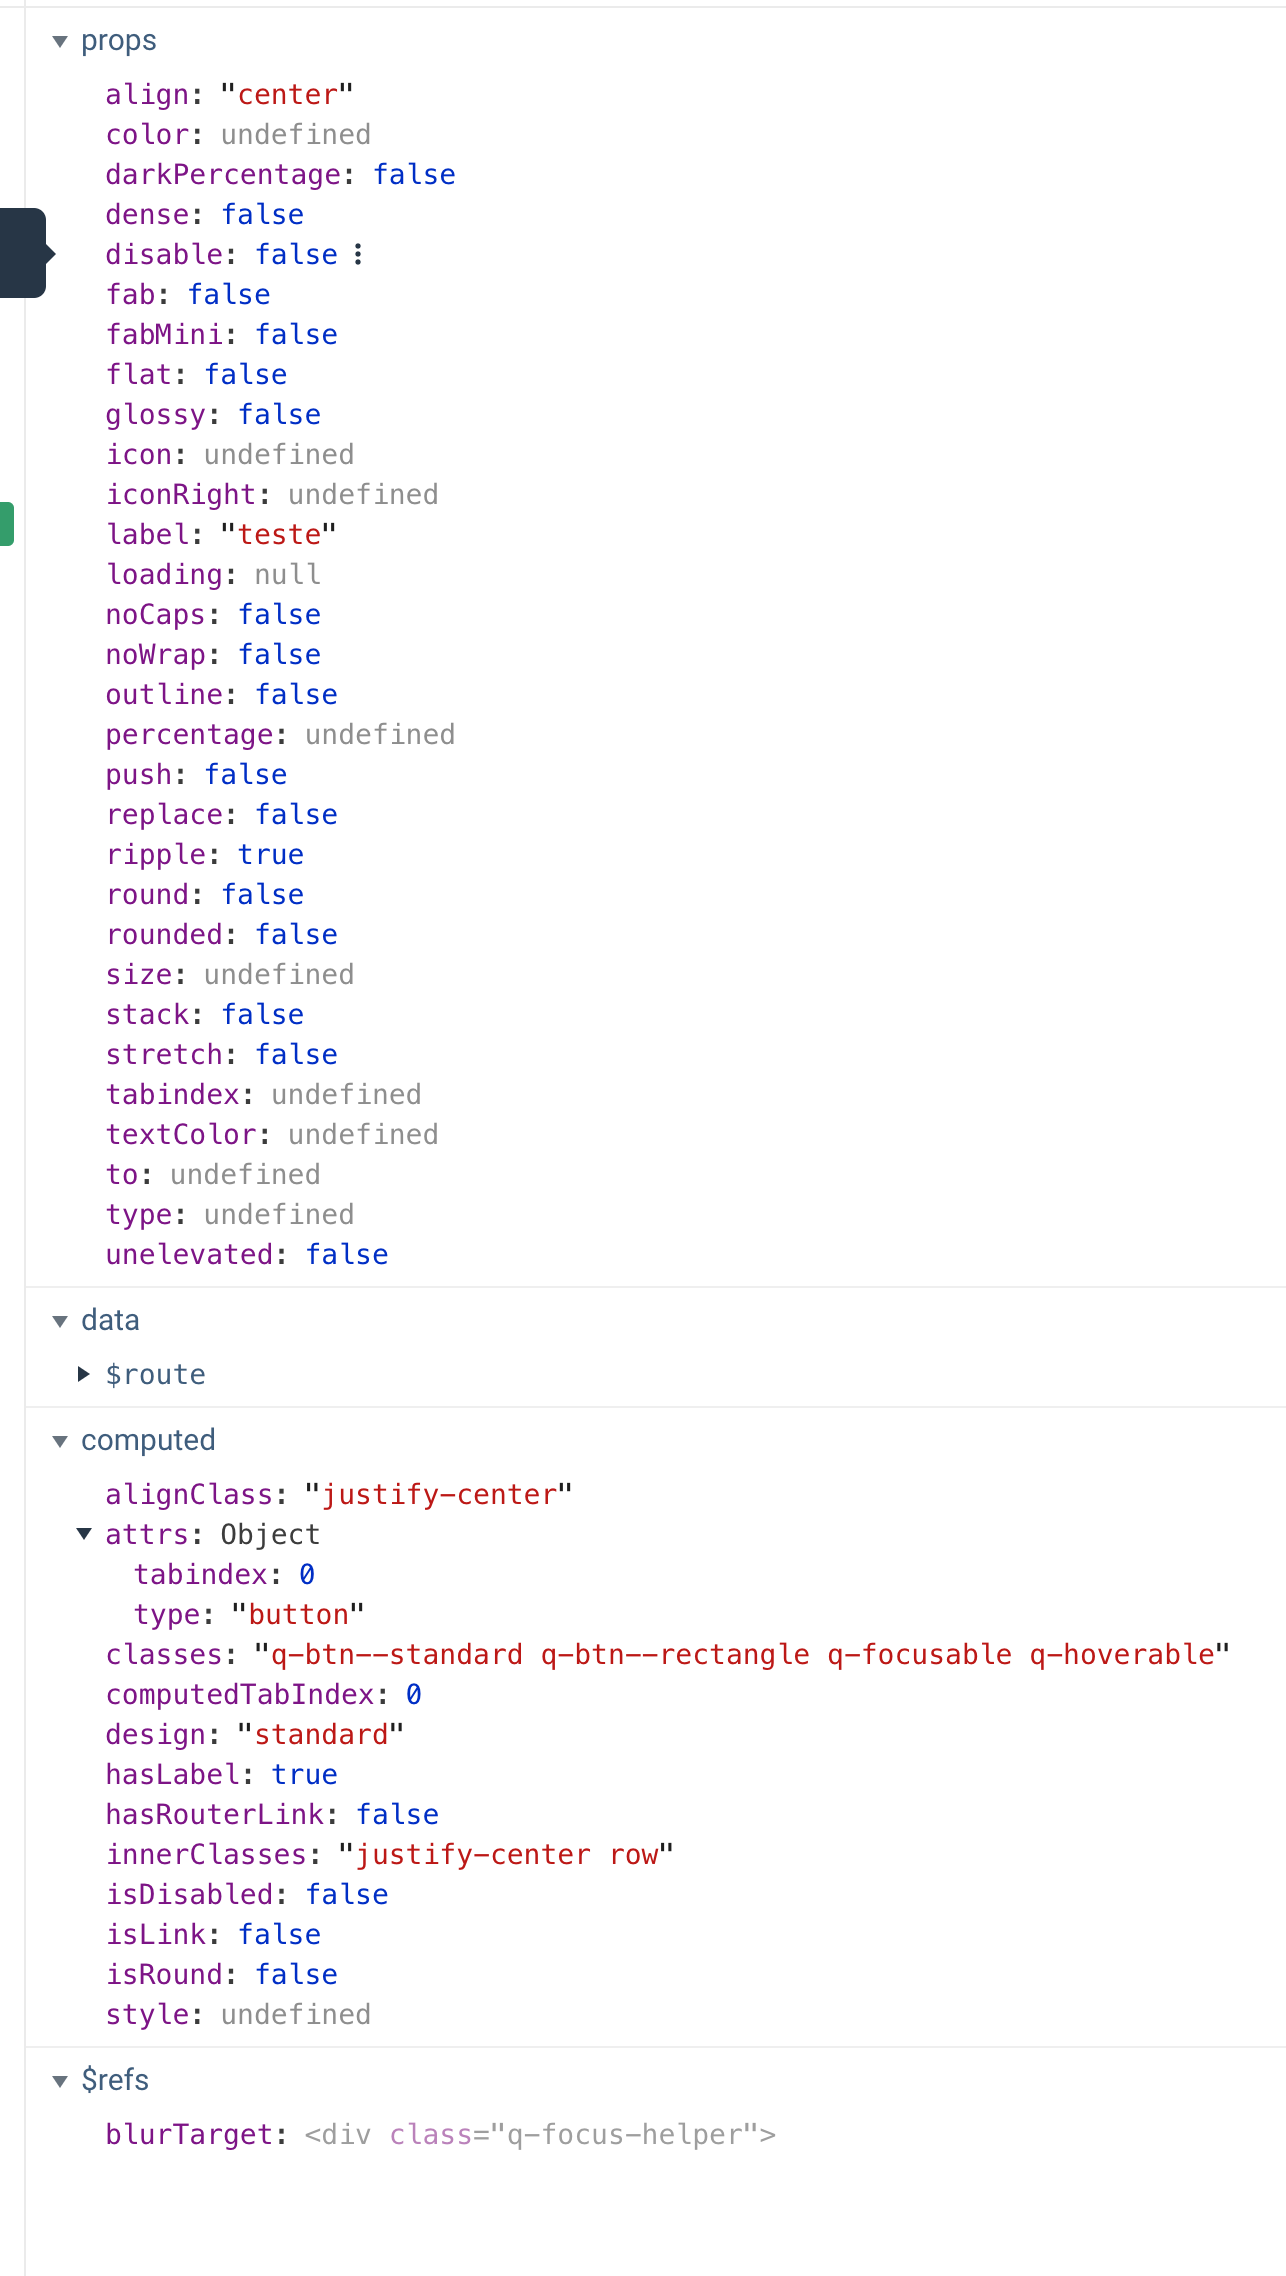 props
align: "center"
color: undefined
darkPercentage: false
dense: false
disable: false
fab: false
fabMini: false
flat: false
glossy: false
icon: undefined
iconRight: undefined
label: "teste"
loading: null
noCaps: false
noWrap: false
outline: false
percentage: undefined
push: false
replace: false
ripple: true
round: false
rounded: false
size: undefined
stack: false
stretch: false
tabindex: undefined
textColor: undefined
to: undefined
type: undefined
unelevated: false
data
$route
computed
alignClass: "justify-center"
attrs: Object
tabindex: 0
type: "button"
classes: "q-btn--standard q-btn--rectangle q-focusable q-hoverable"
computedTabIndex: 0
design: "standard"
hasLabel: true
hasRouterLink: false
innerClasses: "justify-center row"
isDisabled: false
isLink: false
isRound: false
style: undefined
$refs
blurTarget: <div class="q-focus-helper">